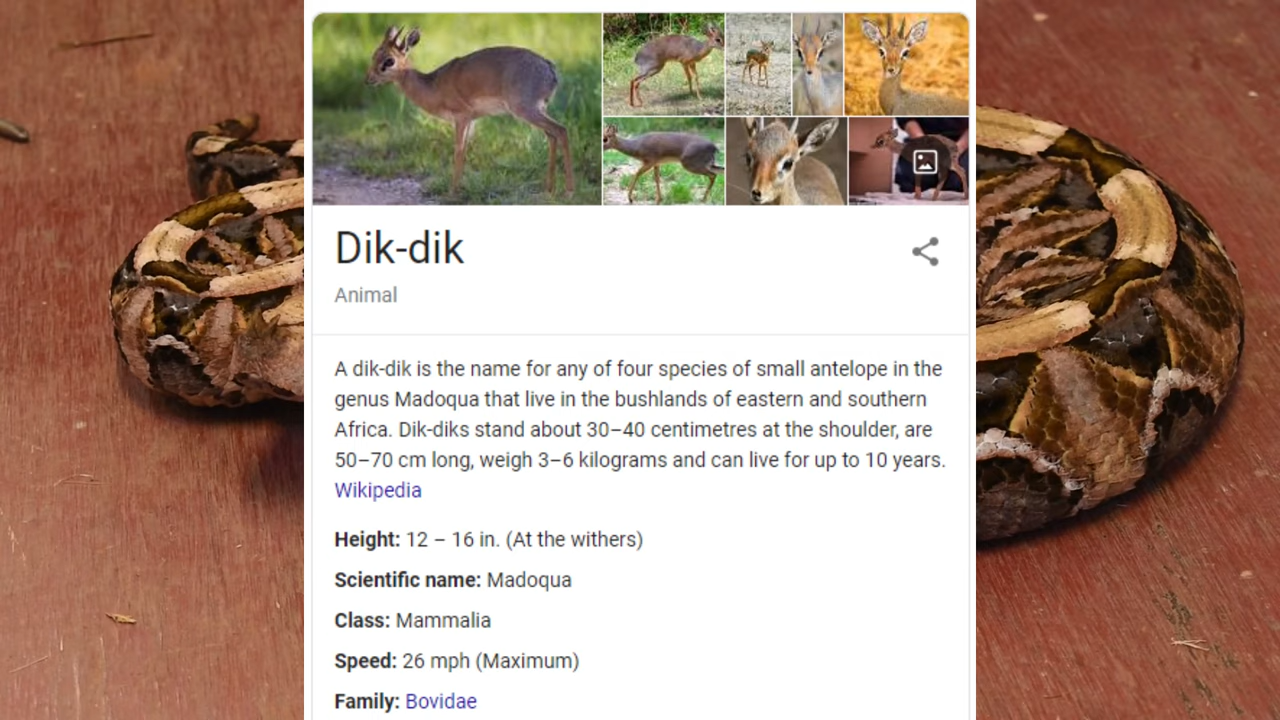 Dik-dik
Animal
A dik-dik is the name for any of four species of small antelope in the
genus Madoqua that live in the bushlands of eastern and southern
Africa. Dik-diks stand about 30–40 centimetres at the shoulder, are
50–70 cm long, weigh 3–6 kilograms and can live for up to 10 years.
Wikipedia
Height: 12 – 16 in. (At the withers)
Scientific name: Madoqua
Class: Mammalia
Speed: 26 mph (Maximum)
Family: Bovidae